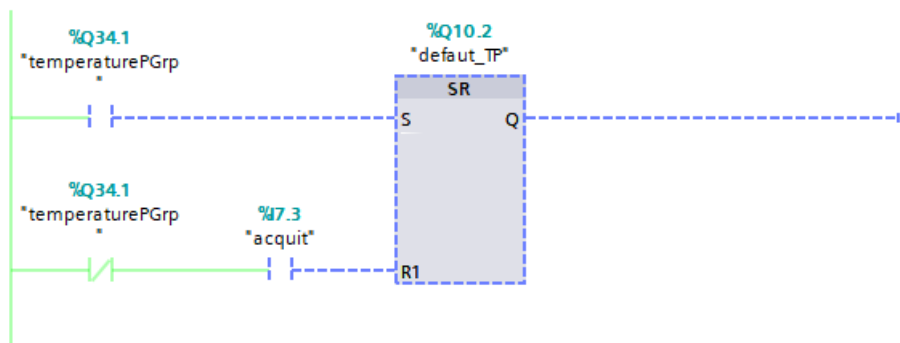 %Q34.1
"temperaturePGrp
"
%Q10.2
"defaut_TP"
SR
S
Q
%Q34.1
"temperaturePGrp
"
%I7.3
"acquit"
R1